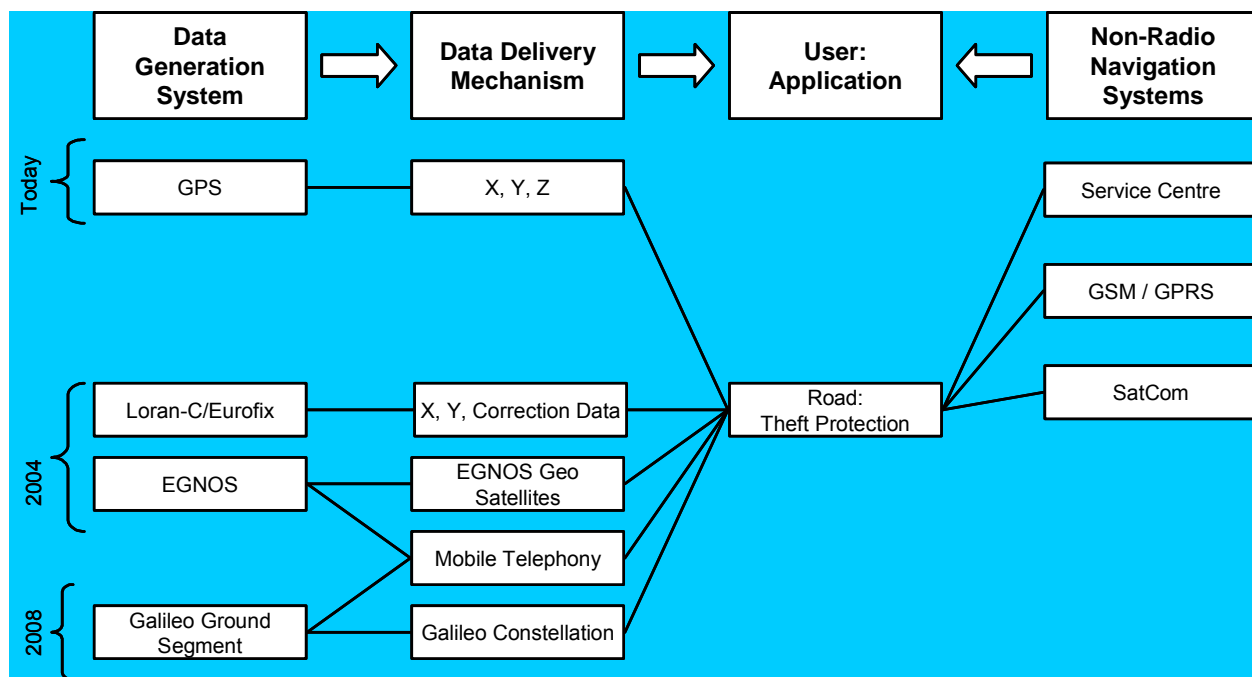 Data
Generation
System
Data Delivery
Mechanism
User:
Application
Non-Radio
Navigation
Systems
Today
GPS
X, Y, Z
Service Centre
GSM / GPRS
SatCom
2004
Loran-C/Eurofix
X, Y, Correction Data
Road:
Theft Protection
EGNOS
EGNOS Geo
Satellites
Mobile Telephony
2008
Galileo Ground
Segment
Galileo Constellation